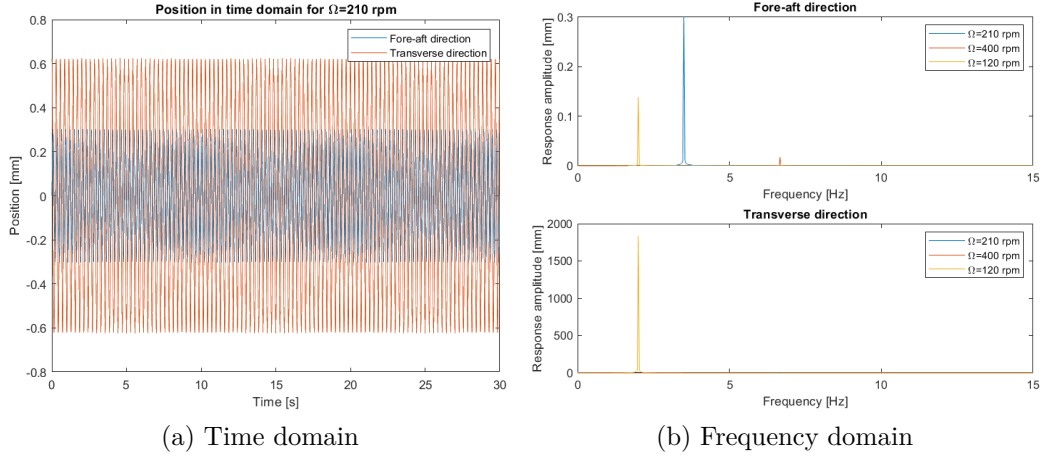 Position in time domain for Ω=210 rpm
Fore-aft direction
Transverse direction
0.8
0.6
0.4
0.2
0
-0.2
-0.4
-0.6
-0.8
Position [mm]
0 5 10 15 20 25 30
Time [s]
(a) Time domain
Fore-aft direction
Ω=210 rpm
Ω=400 rpm
Ω=120 rpm
0.3
0.2
0.1
0
Response amplitude [mm]
0 5 10 15
Frequency [Hz]
Transverse direction
Ω=210 rpm
Ω=400 rpm
Ω=120 rpm
2000
1500
1000
500
0
Response amplitude [mm]
0 5 10 15
Frequency [Hz]
(b) Frequency domain